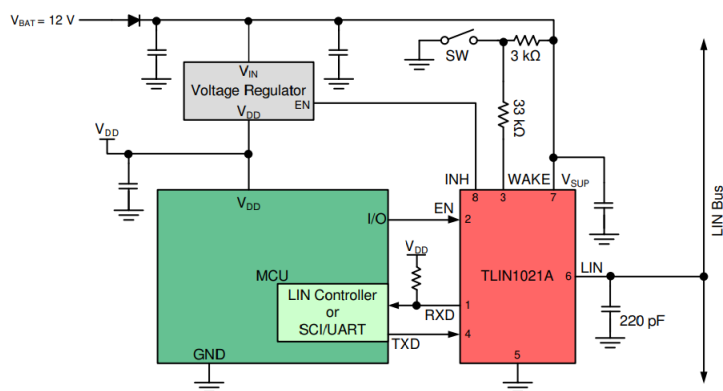 VBAT = 12 V
SW
3 kΩ
33 kΩ
VIN
Voltage Regulator
EN
VDD
VDD
INH
WAKE
VSUP
8
3
7
VDD
I/O
EN
2
VDD
MCU
TLIN1021A
6
LIN
LIN Bus
LIN Controller
or
SCI/UART
1
RXD
4
TXD
220 pF
GND
5